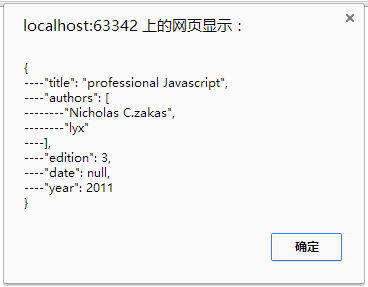 localhost:63342 上的网页显示：
{
----"title": "professional Javascript",
----"authors": [
--------"Nicholas C.zakas",
--------"lyx"
----],
----"edition": 3,
----"date": null,
----"year": 2011
}
确定